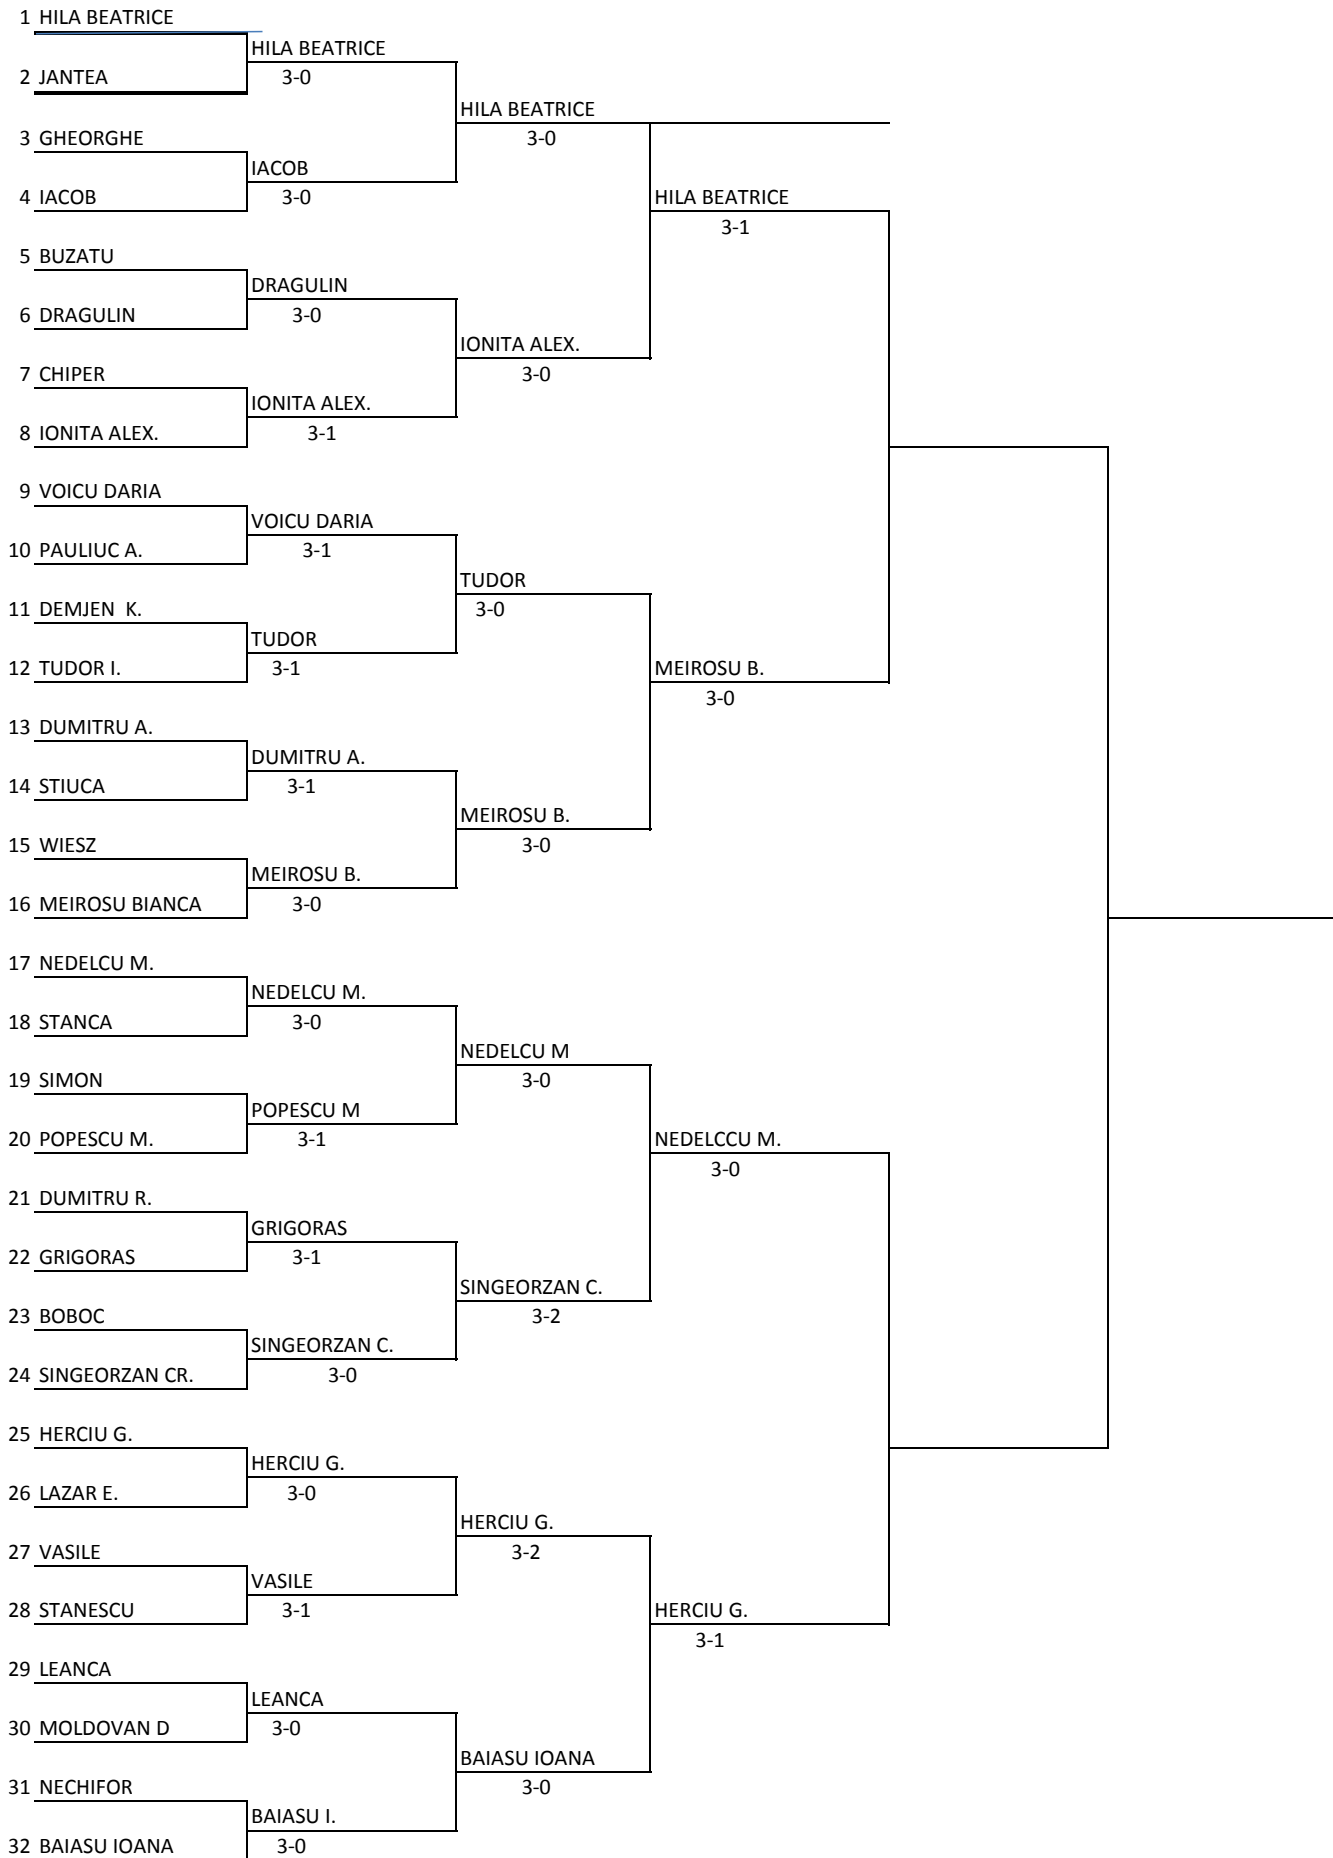 1 HILA BEATRICE
HILA BEATRICE
2 JANTEA 3-0
HILA BEATRICE
3 GHEORGHE 3-0
IACOB
4 IACOB 3-0 HILA BEATRICE
3-1
5 BUZATU
DRAGULIN
6 DRAGULIN 3-0
IONITA ALEX.
7 CHIPER 3-0
IONITA ALEX.
8 IONITA ALEX. 3-1
9 VOICU DARIA
VOICU DARIA
10 PAULIUC A. 3-1
TUDOR
11 DEMJEN  K. 3-0
TUDOR
12 TUDOR I. 3-1 MEIROSU B.
3-0
13 DUMITRU A.
DUMITRU A.
14 STIUCA 3-1
MEIROSU B.
15 WIESZ 3-0
MEIROSU B.
16 MEIROSU BIANCA 3-0
17 NEDELCU M.
NEDELCU M.
18 STANCA 3-0
NEDELCU M
19 SIMON 3-0
POPESCU M
20 POPESCU M. 3-1 NEDELCCU M.
3-0
21 DUMITRU R.
GRIGORAS
22 GRIGORAS 3-1
SINGEORZAN C.
23 BOBOC 3-2
SINGEORZAN C.
24 SINGEORZAN CR. 3-0
25 HERCIU G.
HERCIU G.
26 LAZAR E. 3-0
HERCIU G.
27 VASILE 3-2
VASILE
28 STANESCU 3-1 HERCIU G.
3-1
29 LEANCA
LEANCA
30 MOLDOVAN D 3-0
BAIASU IOANA
31 NECHIFOR 3-0
BAIASU I.
32 BAIASU IOANA 3-0